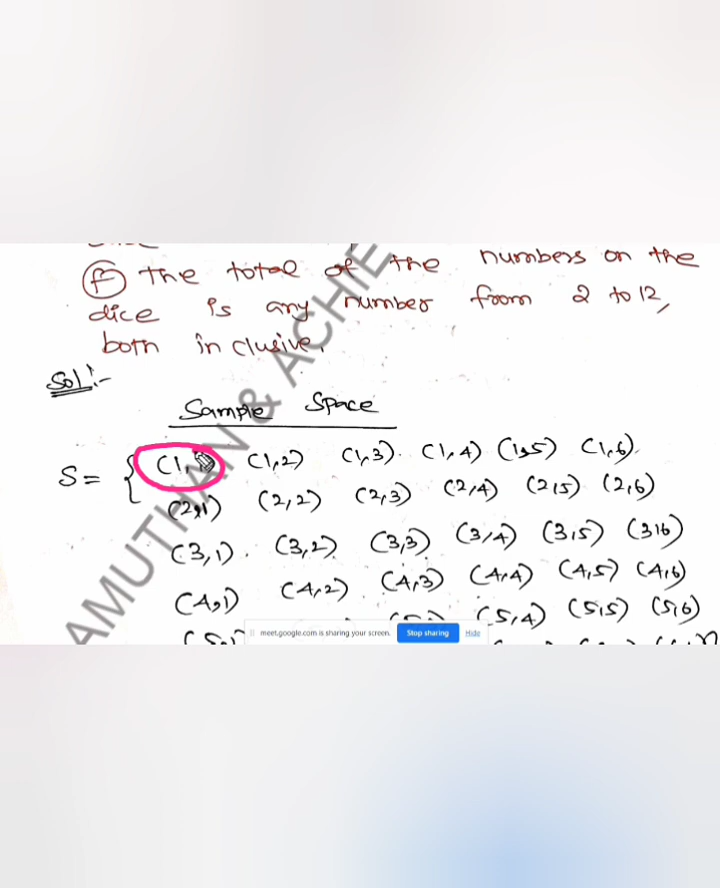 (f) The total of the numbers on the
dice is any number from 2 to 12,
both inclusive.
Sol:-
Sample Space
S = { (1, (1,2) (1,3). (1,4) (1,5) (1,6).
(2,1) (2,2) (2,3) (2,4) (2,5) (2,6)
(3,1). (3,2) (3,3) (3,4) (3,5) (3,6)
(4,1) (4,2). (4,3) (4,4) (4,5) (4,6)
(5,4) (5,5) (5,6)
meet.google.com is sharing your screen. Stop sharing Hide
AMUTHAN & ACHIE